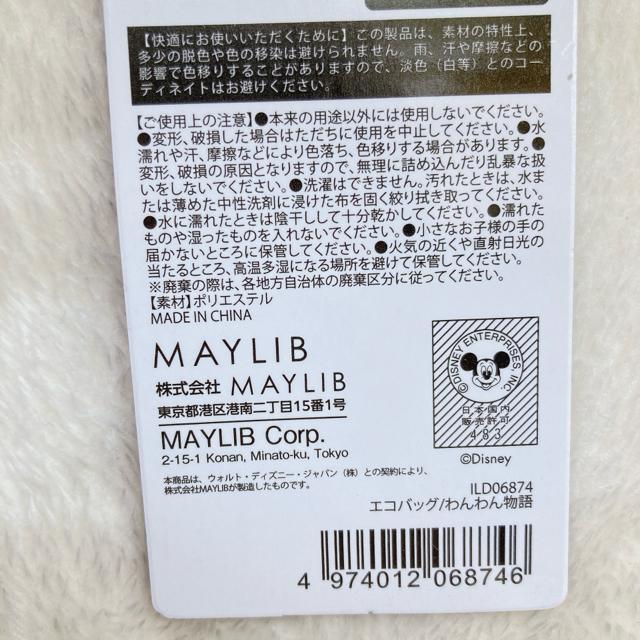 【快適にお使いいただくために】この製品は、素材の特性上、
多少の脱色や色の移染は避けられません。雨、汗や摩擦などの
影響で色移りすることがありますので、淡色（白等）とのコー
ディネイトはお避けください。
【ご使用上の注意】●本来の用途以外には使用しないでください。
●変形、破損した場合はただちに使用を中止してください。●水
濡れや汗、摩擦などにより色落ち、色移りする場合があります。●
変形、破損の原因となりますので、無理に詰め込んだり乱暴な扱
いをしないでください。●洗濯はできません。汚れたときは、水ま
たは薄めた中性洗剤に浸けた布を固く絞り拭き取ってください。
●水に濡れたときは陰干しして十分乾かしてください。●濡れた
ものや湿ったものを入れないでください。●小さなお子様の手の
届かないところに保管してください。●火気の近くや直射日光の
当たるところ、高温多湿になる場所を避けて保管してください。
※廃棄の際は、各地方自治体の廃棄区分に従ってください。
【素材】ポリエステル
MADE IN CHINA
MAYLIB
株式会社 MAYLIB
東京都港区港南二丁目15番1号
MAYLIB Corp.
2-15-1 Konan, Minato-ku, Tokyo
本商品は、ウォルト・ディズニー・ジャパン（株）との契約により、
株式会社MAYLIBが製造したものです。
©DISNEY ENTERPRISES, INC.
日本国内
販売許可
483
©Disney
ILD06874
エコバッグ/わんわん物語
4 974012 068746